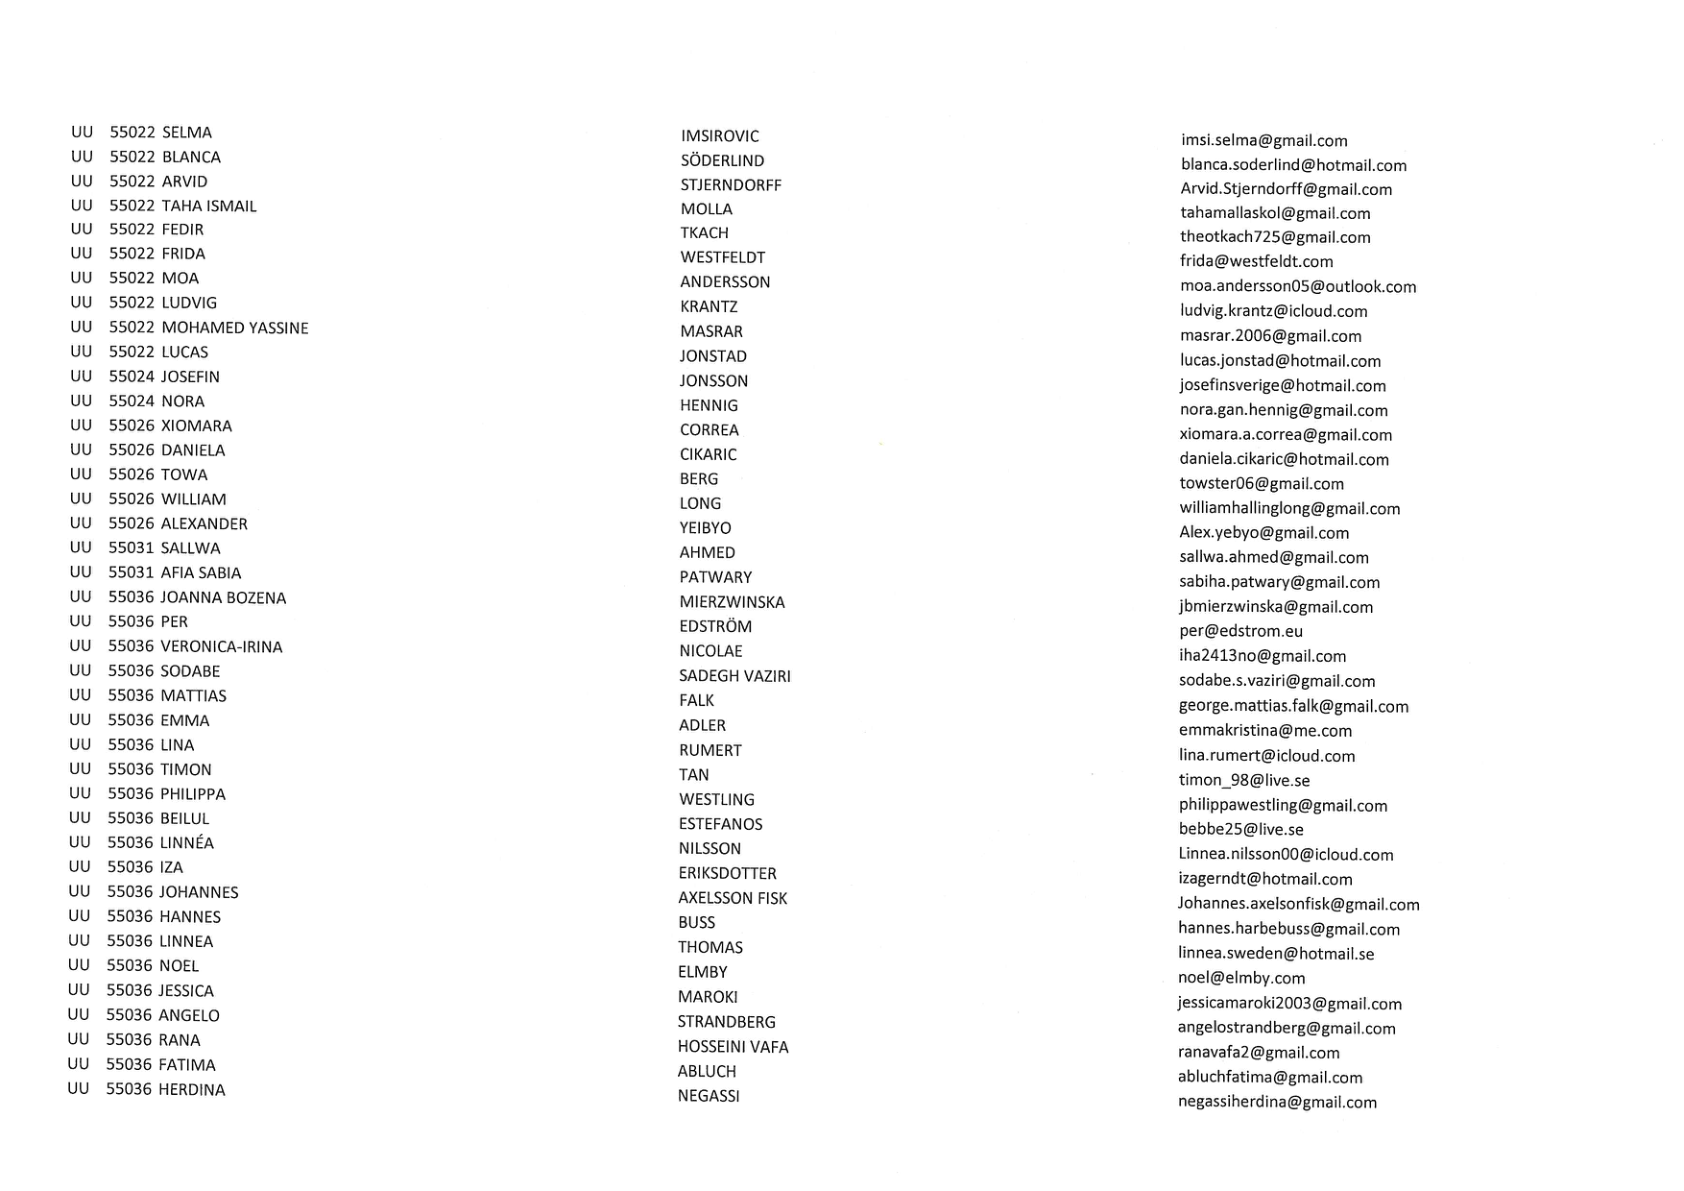 UU 55022 SELMA IMSIROVIC imsi.selma@gmail.com
UU 55022 BLANCA SÖDERLIND blanca.soderlind@hotmail.com
UU 55022 ARVID STJERNDORFF Arvid.Stjerndorff@gmail.com
UU 55022 TAHA ISMAIL MOLLA tahamallaskol@gmail.com
UU 55022 FEDIR TKACH theotkach725@gmail.com
UU 55022 FRIDA WESTFELDT frida@westfeldt.com
UU 55022 MOA ANDERSSON moa.andersson05@outlook.com
UU 55022 LUDVIG KRANTZ ludvig.krantz@icloud.com
UU 55022 MOHAMED YASSINE MASRAR masrar.2006@gmail.com
UU 55022 LUCAS JONSTAD lucas.jonstad@hotmail.com
UU 55024 JOSEFIN JONSSON josefinsverige@hotmail.com
UU 55024 NORA HENNIG nora.gan.hennig@gmail.com
UU 55026 XIOMARA CORREA xiomara.a.correa@gmail.com
UU 55026 DANIELA CIKARIC daniela.cikaric@hotmail.com
UU 55026 TOWA BERG towster06@gmail.com
UU 55026 WILLIAM LONG williamhallinglong@gmail.com
UU 55026 ALEXANDER YEIBYO Alex.yebyo@gmail.com
UU 55031 SALLWA AHMED sallwa.ahmed@gmail.com
UU 55031 AFIA SABIA PATWARY sabiha.patwary@gmail.com
UU 55036 JOANNA BOZENA MIERZWINSKA jbmierzwinska@gmail.com
UU 55036 PER EDSTRÖM per@edstrom.eu
UU 55036 VERONICA-IRINA NICOLAE iha2413no@gmail.com
UU 55036 SODABE SADEGH VAZIRI sodabe.s.vaziri@gmail.com
UU 55036 MATTIAS FALK george.mattias.falk@gmail.com
UU 55036 EMMA ADLER emmakristina@me.com
UU 55036 LINA RUMERT lina.rumert@icloud.com
UU 55036 TIMON TAN timon_98@live.se
UU 55036 PHILIPPA WESTLING philippawestling@gmail.com
UU 55036 BEILUL ESTEFANOS bebbe25@live.se
UU 55036 LINNÉA NILSSON Linnea.nilsson00@icloud.com
UU 55036 IZA ERIKSDOTTER izagerndt@hotmail.com
UU 55036 JOHANNES AXELSSON FISK Johannes.axelsonfisk@gmail.com
UU 55036 HANNES BUSS hannes.harbebuss@gmail.com
UU 55036 LINNEA THOMAS linnea.sweden@hotmail.se
UU 55036 NOEL ELMBY noel@elmby.com
UU 55036 JESSICA MAROKI jessicamaroki2003@gmail.com
UU 55036 ANGELO STRANDBERG angelostrandberg@gmail.com
UU 55036 RANA HOSSEINI VAFA ranavafa2@gmail.com
UU 55036 FATIMA ABLUCH abluchfatima@gmail.com
UU 55036 HERDINA NEGASSI negassiherdina@gmail.com